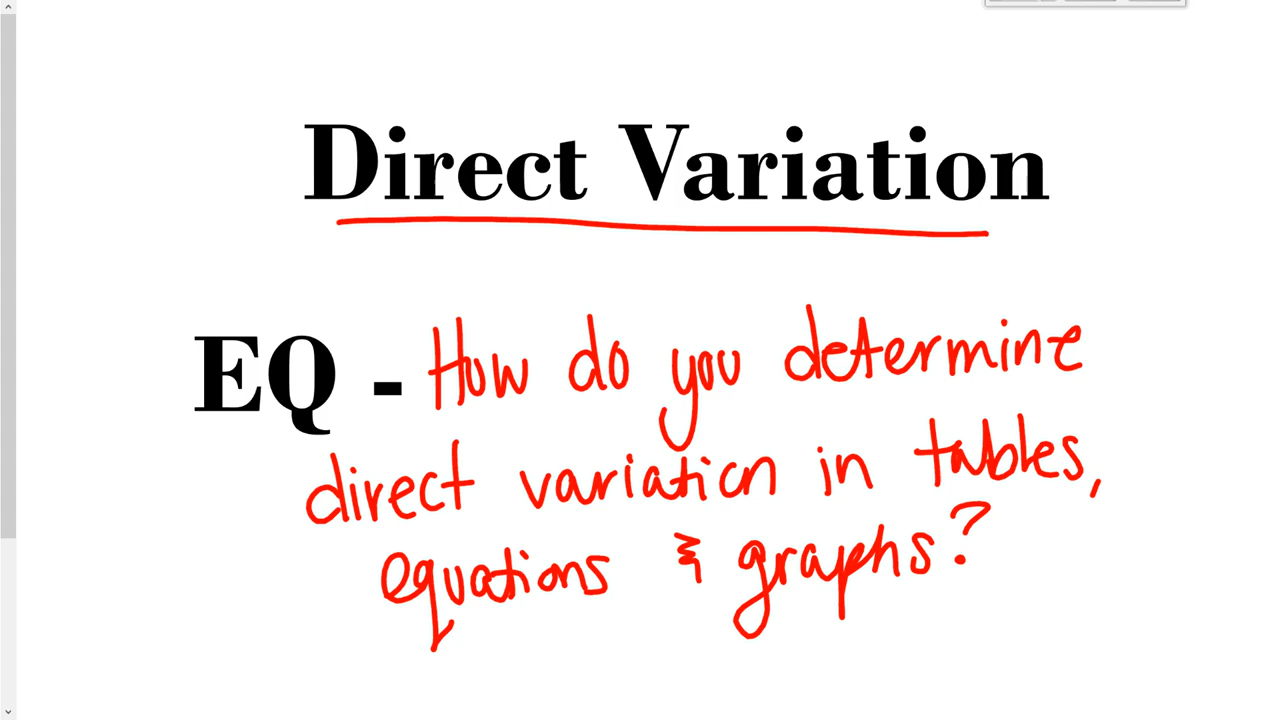 Direct Variation
EQ - How do you determine
direct variation in tables,
equations & graphs?